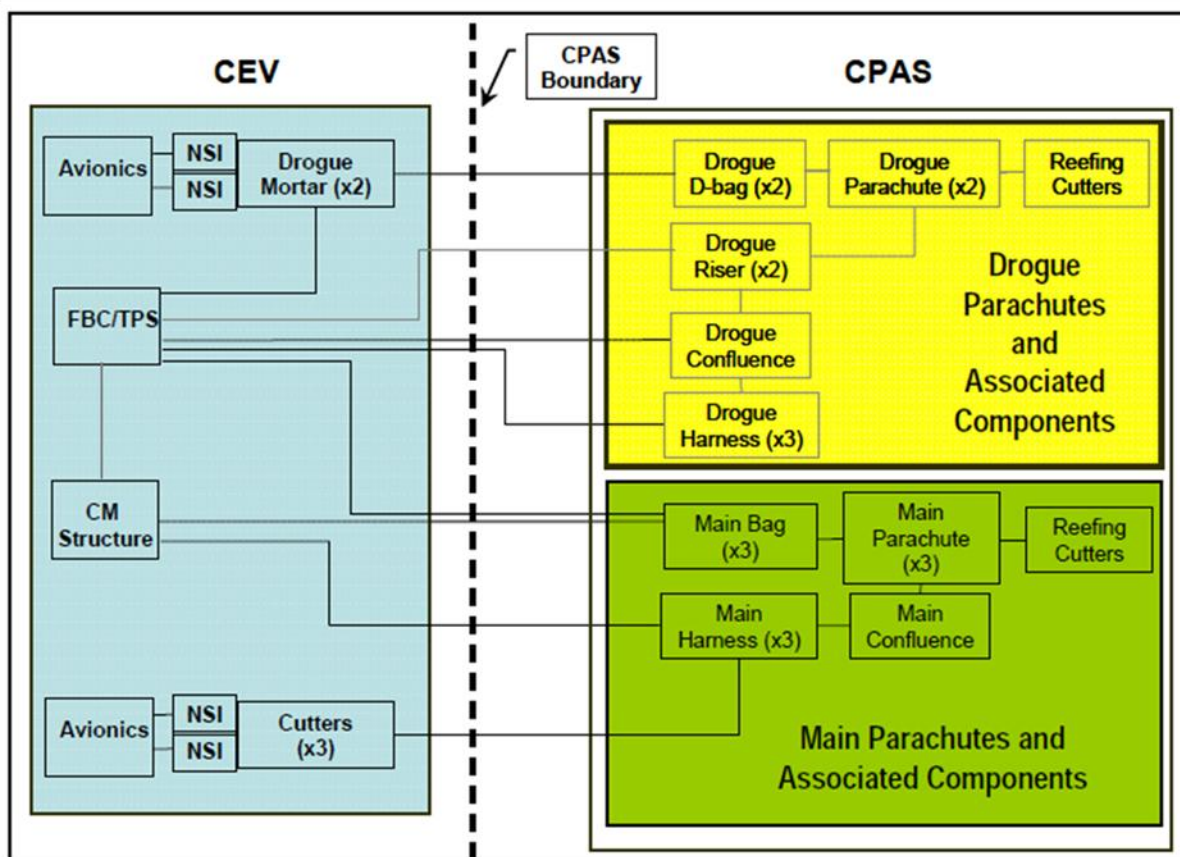 CEV
CPAS
Boundary
CPAS
Avionics
NSI
NSI
Drogue
Mortar (x2)
FBC/TPS
CM
Structure
Avionics
NSI
NSI
Cutters
(x3)
Drogue
D-bag (x2)
Drogue
Parachute (x2)
Reefing
Cutters
Drogue
Riser (x2)
Drogue
Confluence
Drogue
Harness (x3)
Drogue
Parachutes
and
Associated
Components
Main Bag
(x3)
Main
Parachute
(x3)
Reefing
Cutters
Main
Harness (x3)
Main
Confluence
Main Parachutes and
Associated Components